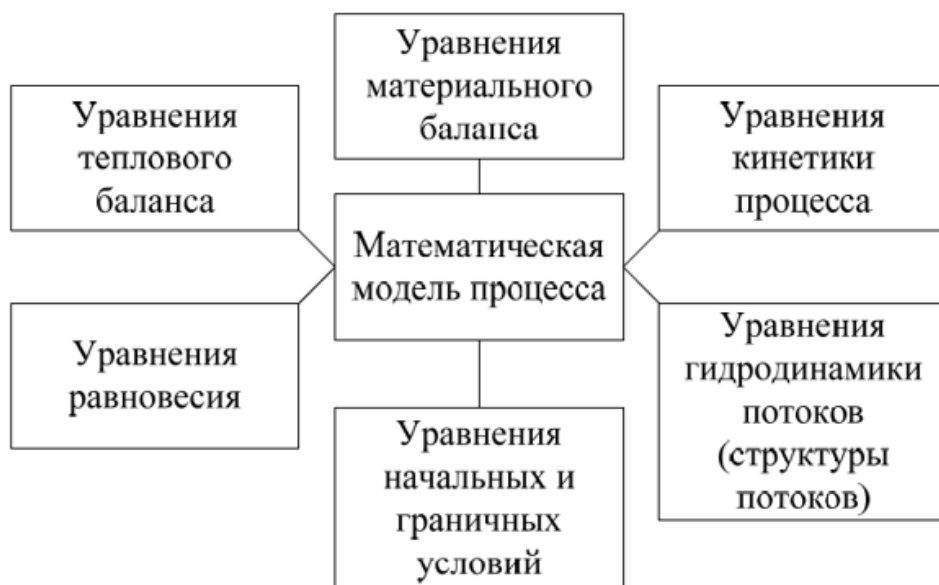 Уравнения
материального
баланса
Уравнения
теплового
баланса
Уравнения
кинетики
процесса
Математическая
модель процесса
Уравнения
равновесия
Уравнения
гидродинамики
потоков
(структуры
потоков)
Уравнения
начальных и
граничных
условий